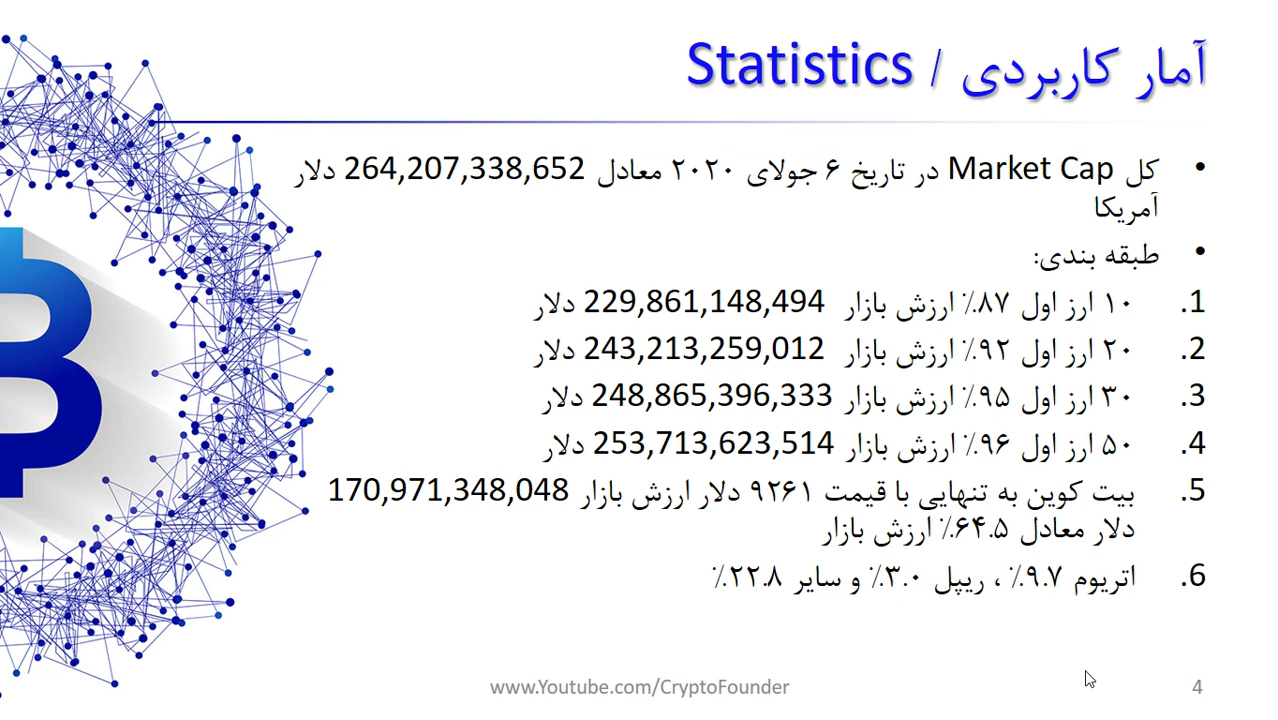 آمار کاربردی / Statistics
• کل Market Cap در تاریخ ۶ جولای ۲۰۲۰ معادل 264,207,338,652 دلار
آمریکا
• طبقه بندی:
1. ۱۰ ارز اول ۸۷٪ ارزش بازار 229,861,148,494 دلار
2. ۲۰ ارز اول ۹۲٪ ارزش بازار 243,213,259,012 دلار
3. ۳۰ ارز اول ۹۵٪ ارزش بازار 248,865,396,333 دلار
4. ۵۰ ارز اول ۹۶٪ ارزش بازار 253,713,623,514 دلار
5. بیت کوین به تنهایی با قیمت ۹۲۶۱ دلار ارزش بازار 170,971,348,048
دلار معادل ۶۴.۵٪ ارزش بازار
6. اتریوم ۹.۷٪ ، ریپل ۳.۰٪ و سایر ۲۲.۸٪
www.Youtube.com/CryptoFounder
4